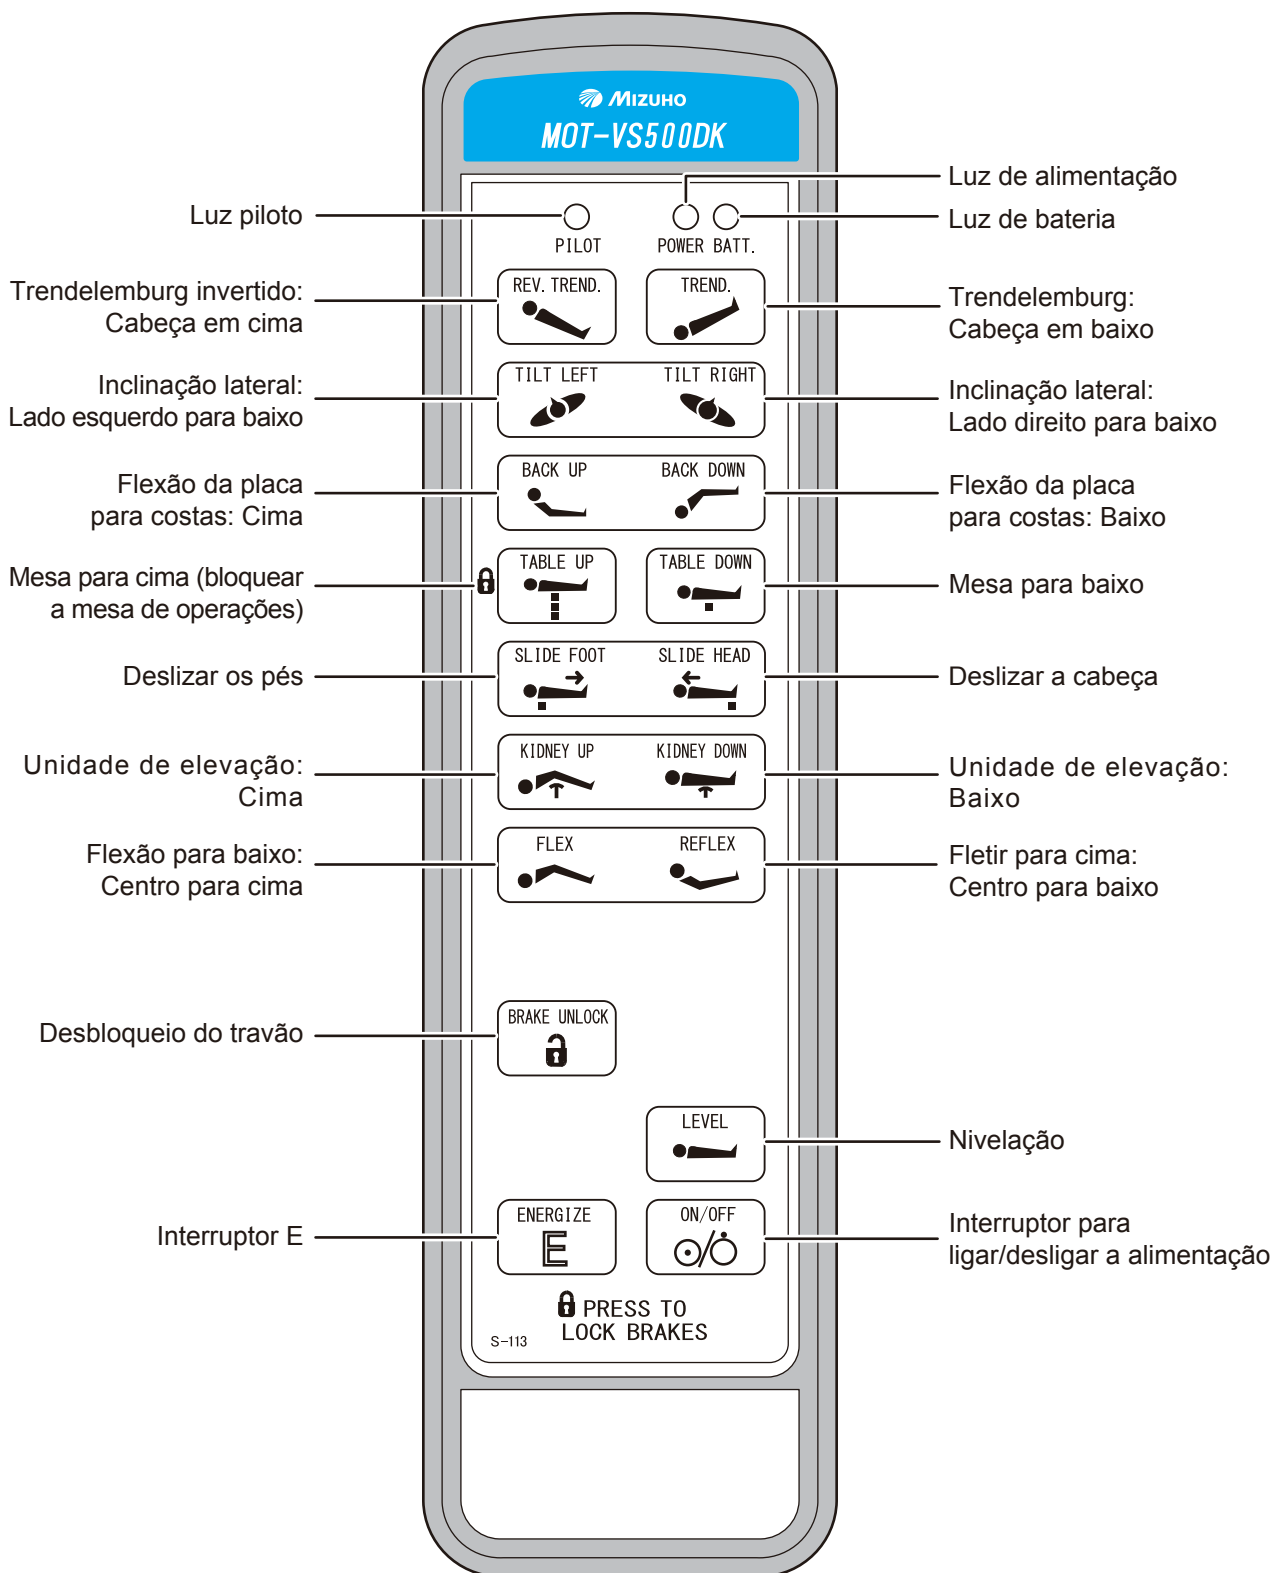 MIZUHO
MOT-VS500DK
Luz de alimentação
Luz piloto
Luz de bateria
PILOT
POWER BATT.
Trendelemburg invertido:
Cabeça em cima
REV. TREND.
TREND.
Trendelemburg:
Cabeça em baixo
Inclinação lateral:
Lado esquerdo para baixo
TILT LEFT
TILT RIGHT
Inclinação lateral:
Lado direito para baixo
Flexão da placa
para costas: Cima
BACK UP
BACK DOWN
Flexão da placa
para costas: Baixo
Mesa para cima (bloquear
a mesa de operações)
TABLE UP
TABLE DOWN
Mesa para baixo
Deslizar os pés
SLIDE FOOT
SLIDE HEAD
Deslizar a cabeça
Unidade de elevação:
Cima
KIDNEY UP
KIDNEY DOWN
Unidade de elevação:
Baixo
Flexão para baixo:
Centro para cima
FLEX
REFLEX
Fletir para cima:
Centro para baixo
Desbloqueio do travão
BRAKE UNLOCK
LEVEL
Nivelação
Interruptor E
ENERGIZE
E
ON/OFF
Interruptor para
ligar/desligar a alimentação
PRESS TO
LOCK BRAKES
S-113